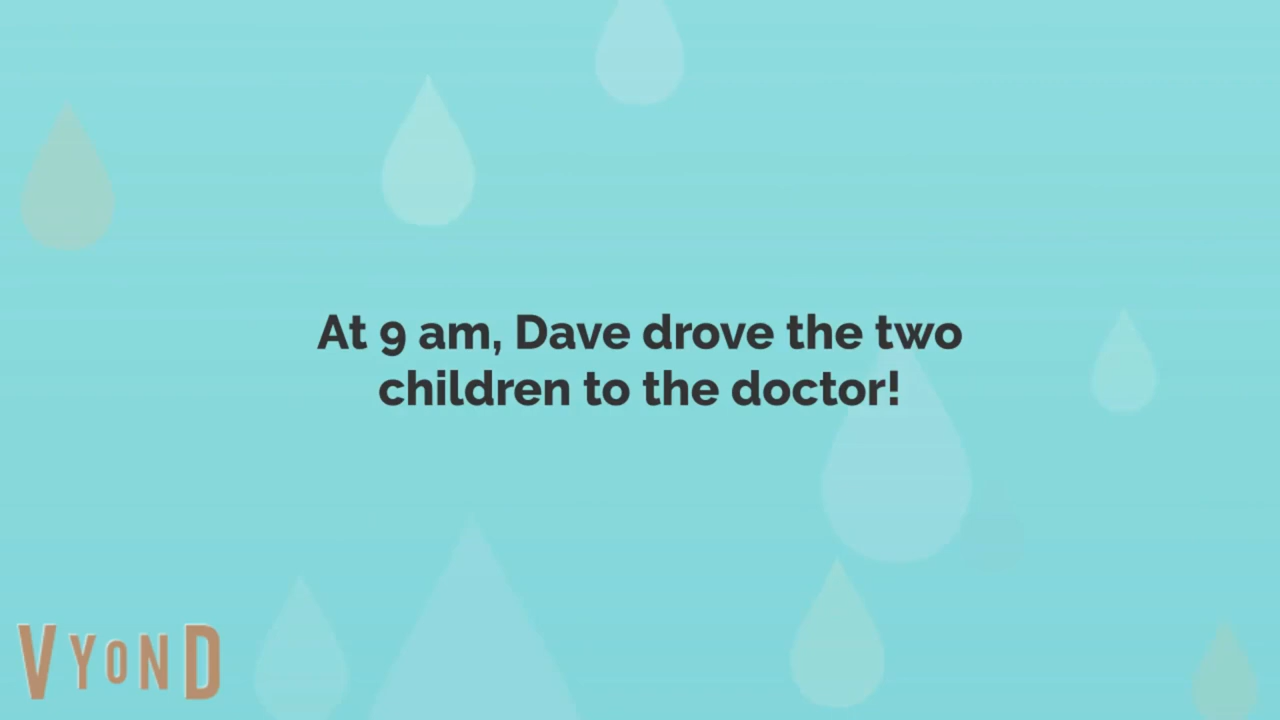 At 9 am, Dave drove the two
children to the doctor!
VYOND